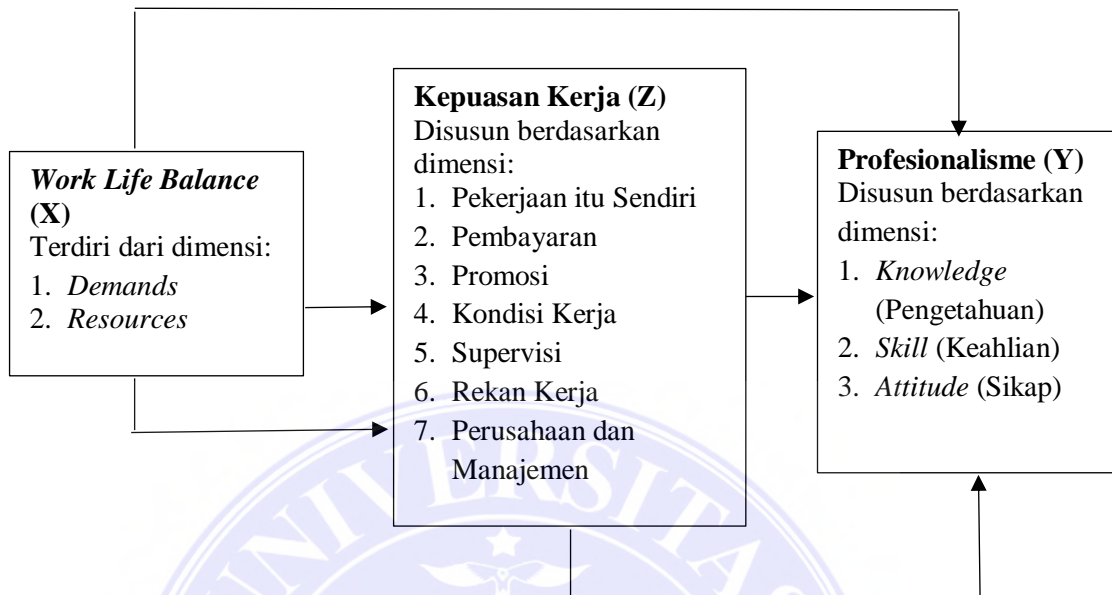 Work Life Balance
(X)
Terdiri dari dimensi:
1. Demands
2. Resources
Kepuasan Kerja (Z)
Disusun berdasarkan
dimensi:
1. Pekerjaan itu Sendiri
2. Pembayaran
3. Promosi
4. Kondisi Kerja
5. Supervisi
6. Rekan Kerja
7. Perusahaan dan
Manajemen
Profesionalisme (Y)
Disusun berdasarkan
dimensi:
1. Knowledge
(Pengetahuan)
2. Skill (Keahlian)
3. Attitude (Sikap)
UNIVERSITAS